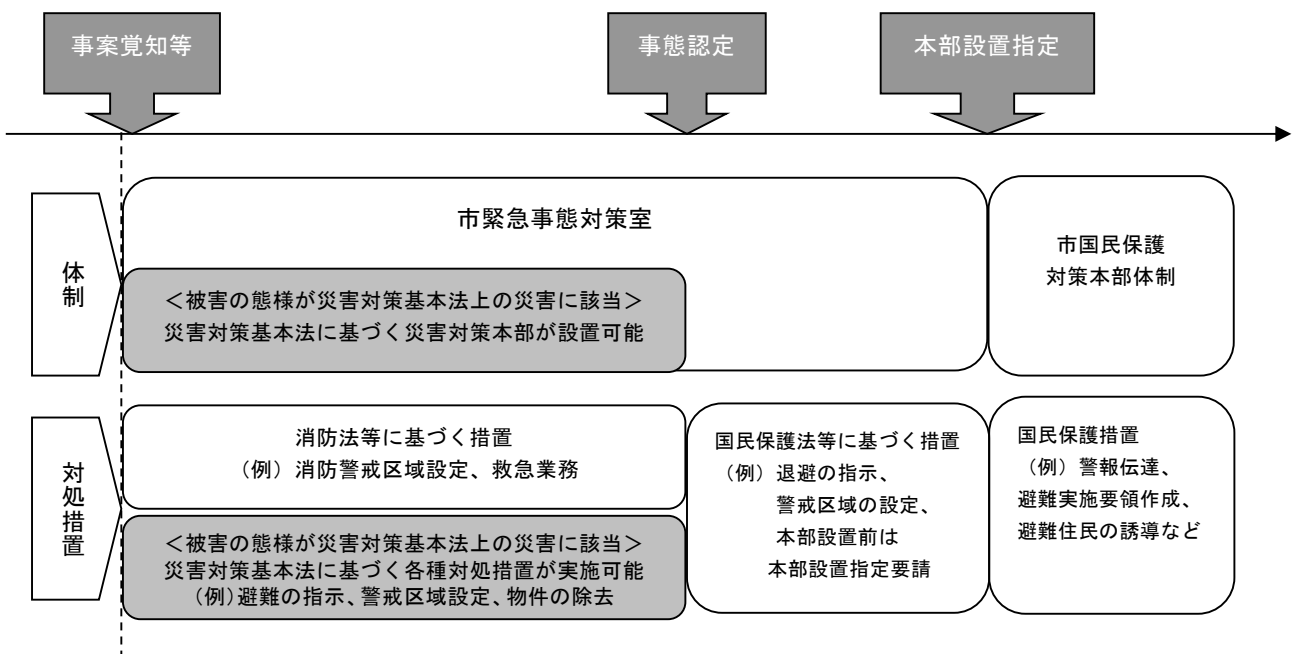 事案覚知等
事態認定
本部設置指定
体制
市緊急事態対策室
＜被害の態様が災害対策基本法上の災害に該当＞
災害対策基本法に基づく災害対策本部が設置可能
市国民保護
対策本部体制
対処措置
消防法等に基づく措置
（例）消防警戒区域設定、救急業務
＜被害の態様が災害対策基本法上の災害に該当＞
災害対策基本法に基づく各種対処措置が実施可能
（例）避難の指示、警戒区域設定、物件の除去
国民保護法等に基づく措置
（例）退避の指示、
警戒区域の設定、
本部設置前は
本部設置指定要請
国民保護措置
（例）警報伝達、
避難実施要領作成、
避難住民の誘導など